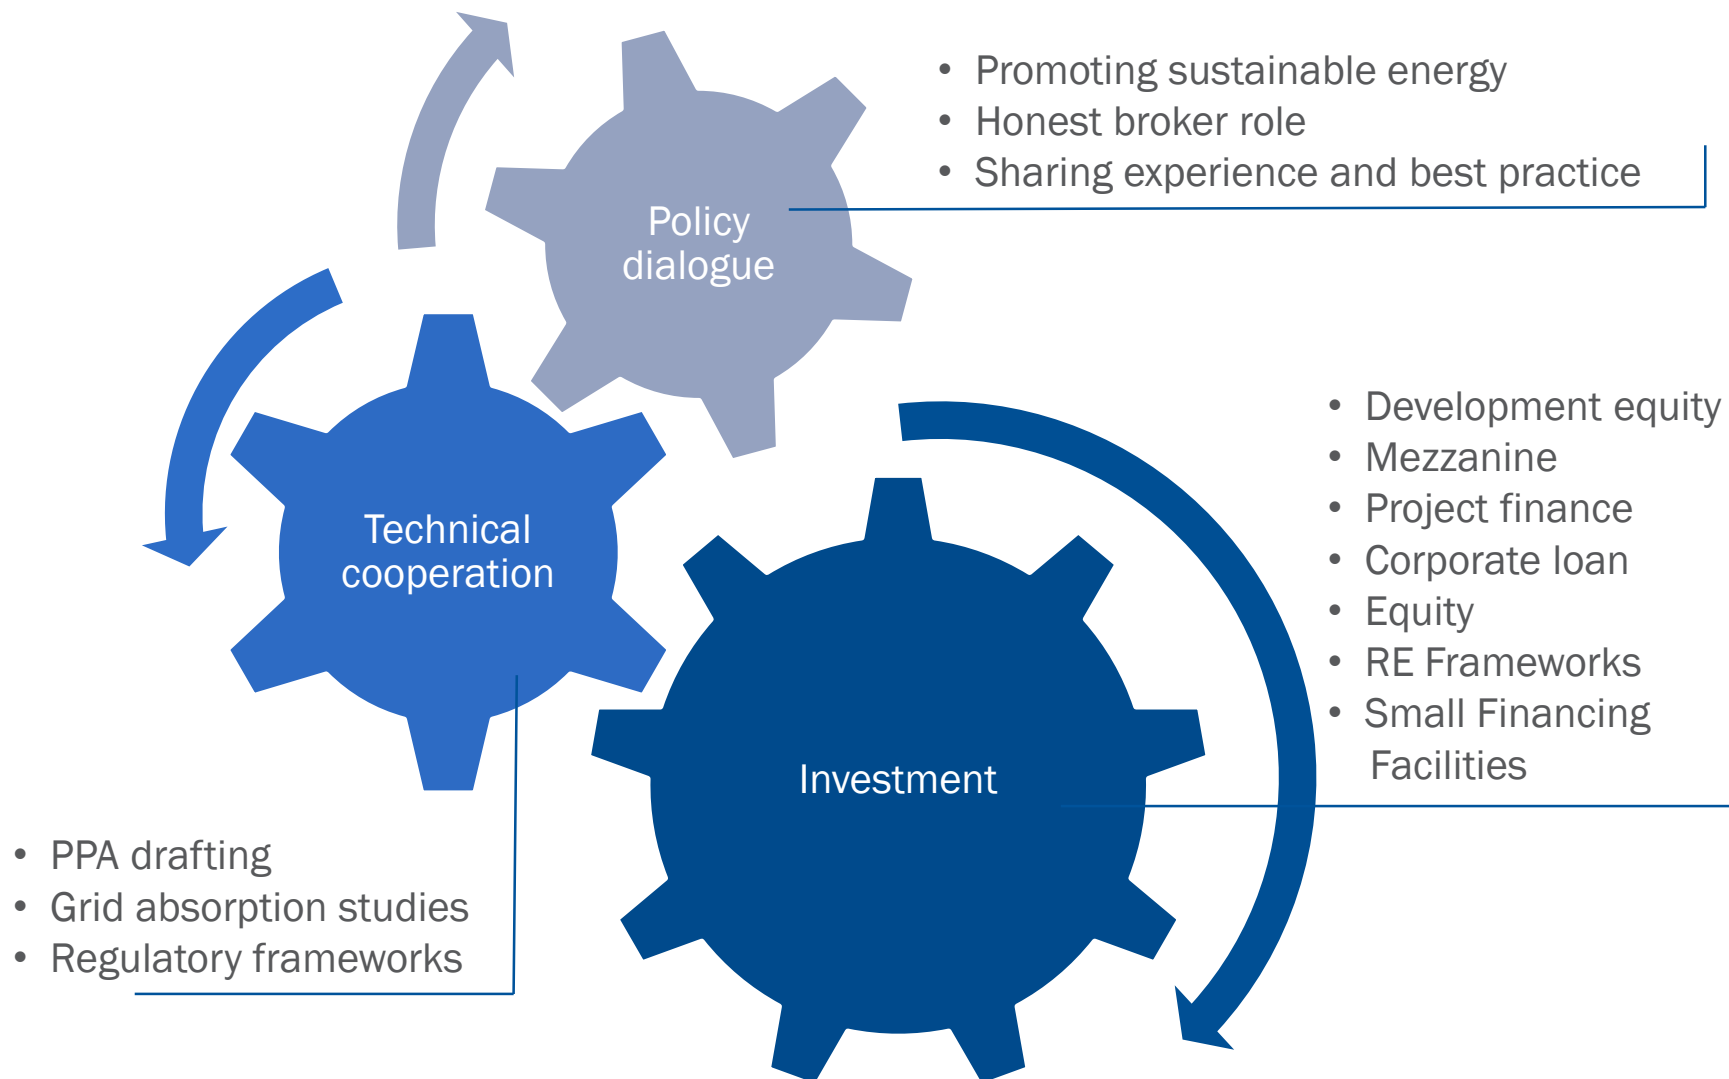 • Promoting sustainable energy
• Honest broker role
• Sharing experience and best practice
Policy
dialogue
Technical
cooperation
• Development equity
• Mezzanine
• Project finance
• Corporate loan
• Equity
• RE Frameworks
• Small Financing
Facilities
Investment
• PPA drafting
• Grid absorption studies
• Regulatory frameworks